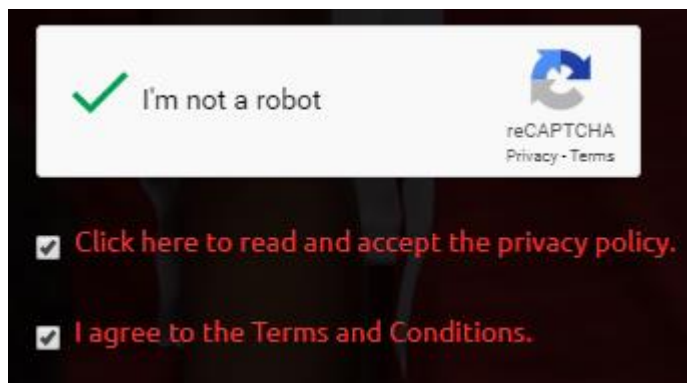 I'm not a robot
reCAPTCHA
Privacy - Terms
Click here to read and accept the privacy policy.
I agree to the Terms and Conditions.